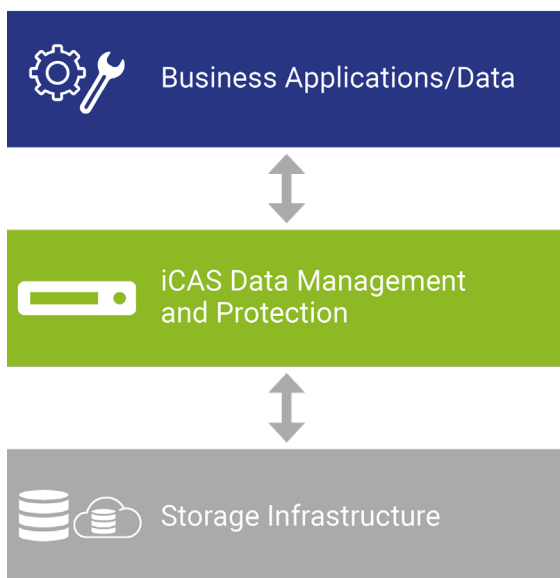 Business Applications/Data
iCAS Data Management
and Protection
Storage Infrastructure